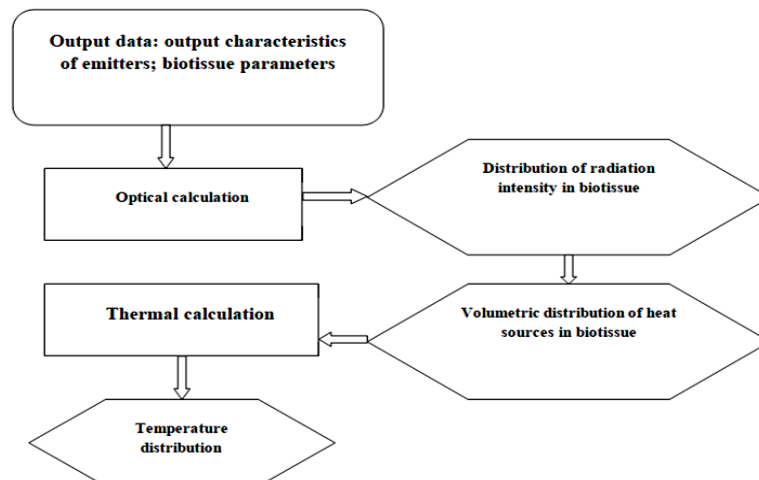 Output data: output characteristics
of emitters; biotissue parameters
Optical calculation
Distribution of radiation
intensity in biotissue
Volumetric distribution of heat
sources in biotissue
Thermal calculation
Temperature
distribution